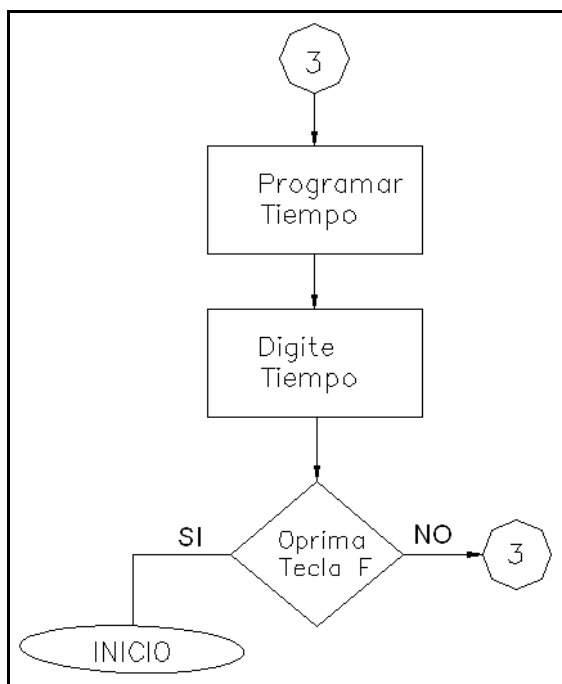 3
Programar
Tiempo
Digite
Tiempo
SI
Oprima
Tecla F
NO
3
INICIO